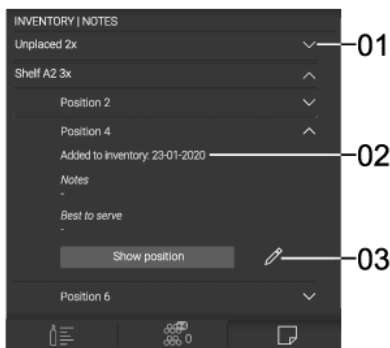 INVENTORY | NOTES
Unplaced 2x
01
Shelf A2 3x
Position 2
Position 4
Added to inventory: 23-01-2020
02
Notes
-
Best to serve
-
Show position
03
Position 6
0